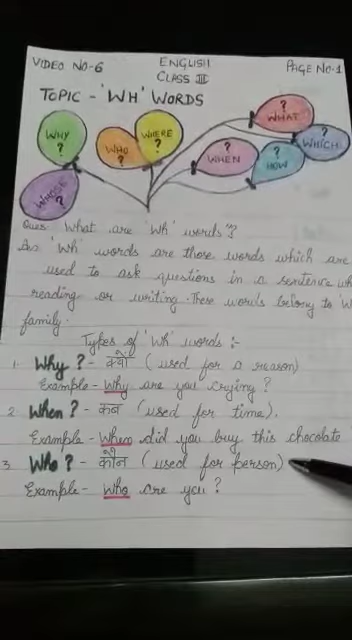 VIDEO NO-6 ENGLISH PAGE NO-1
CLASS III
TOPIC - 'WH' WORDS
WHY ?
WHO ?
WHERE ?
WHAT ?
WHICH ?
WHEN ?
HOW ?
WHOSE ?
Ques: What are 'Wh' words?
Ans 'Wh' words are those words which are
used to ask questions in a sentence
reading or writing. These words belong to
family.
Types of 'Wh' words :-
1. Why ? - क्यों (used for a reason)
Example - Why are you crying ?
2. When ? - कब (used for time).
Example - When did you buy this chocolate
3. Who ? - कौन (used for person)
Example - Who are you ?